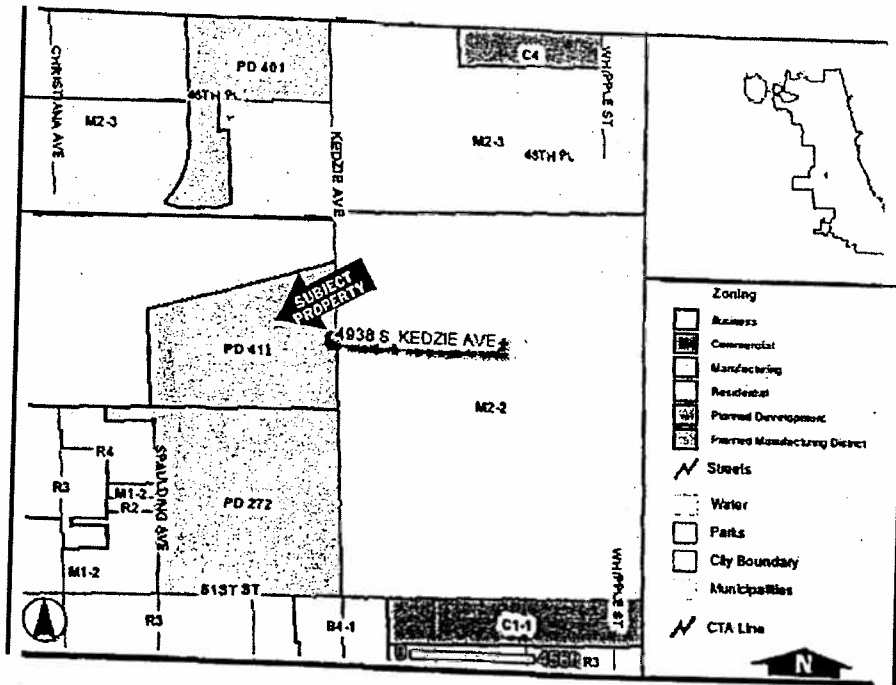 PD 401
C4
CHRISTIANA AVE
WHIPPLE ST
46TH PL
M2-3
KEDZIE AVE
M2-3
46TH PL
SUBJECT
PROPERTY
4938 S. KEDZIE AVE
PD 411
M2-2
R4
R3
M1-2
R2
SPAULDING AVE
PD 272
M1-2
51ST ST
WHIPPLE ST
R3
B4-1
C1-1
R3
Zoning
Business
Commercial
Manufacturing
Residential
Planned Development
Planned Manufacturing District
Streets
Water
Parks
City Boundary
Municipalities
CTA Line
N